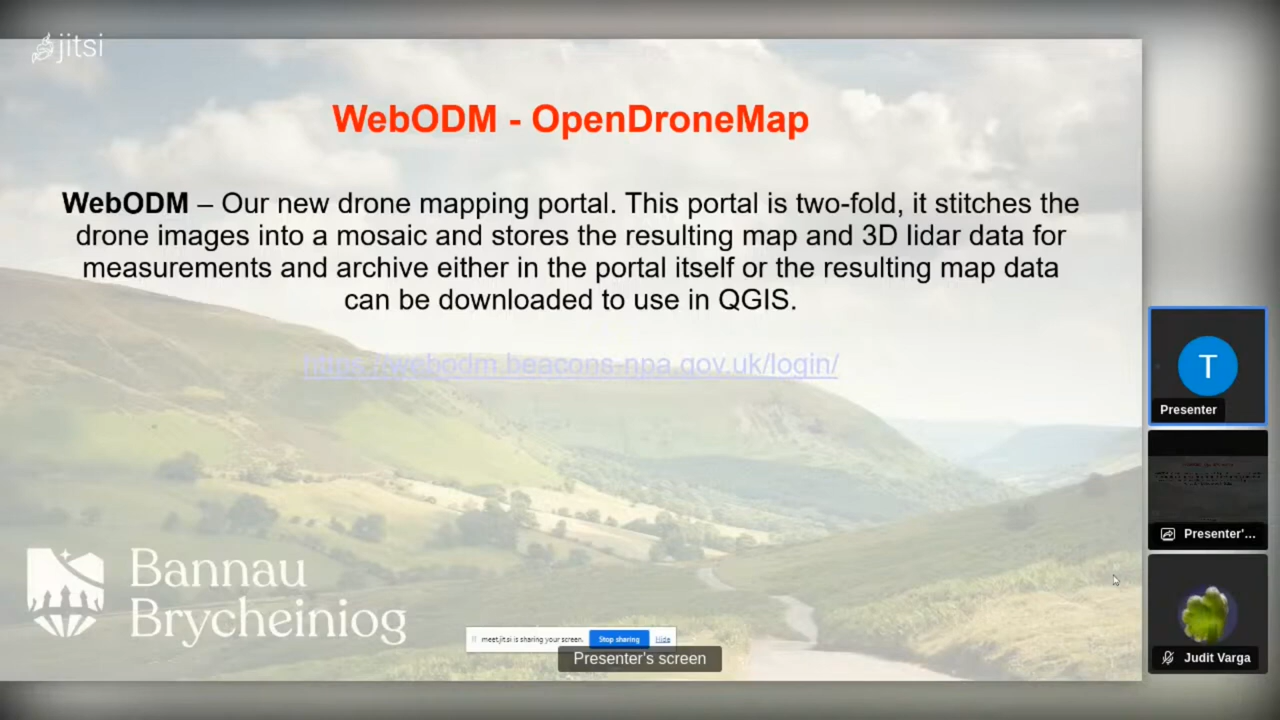 jitsi
WebODM - OpenDroneMap
WebODM – Our new drone mapping portal. This portal is two-fold, it stitches the
drone images into a mosaic and stores the resulting map and 3D lidar data for
measurements and archive either in the portal itself or the resulting map data
can be downloaded to use in QGIS.
https://webodm.beacons-npa.gov.uk/login/
T
Presenter
Presenter'...
Bannau
Brycheiniog
meet.jit.si is sharing your screen. Stop sharing Hide
Presenter's screen
Judit Varga